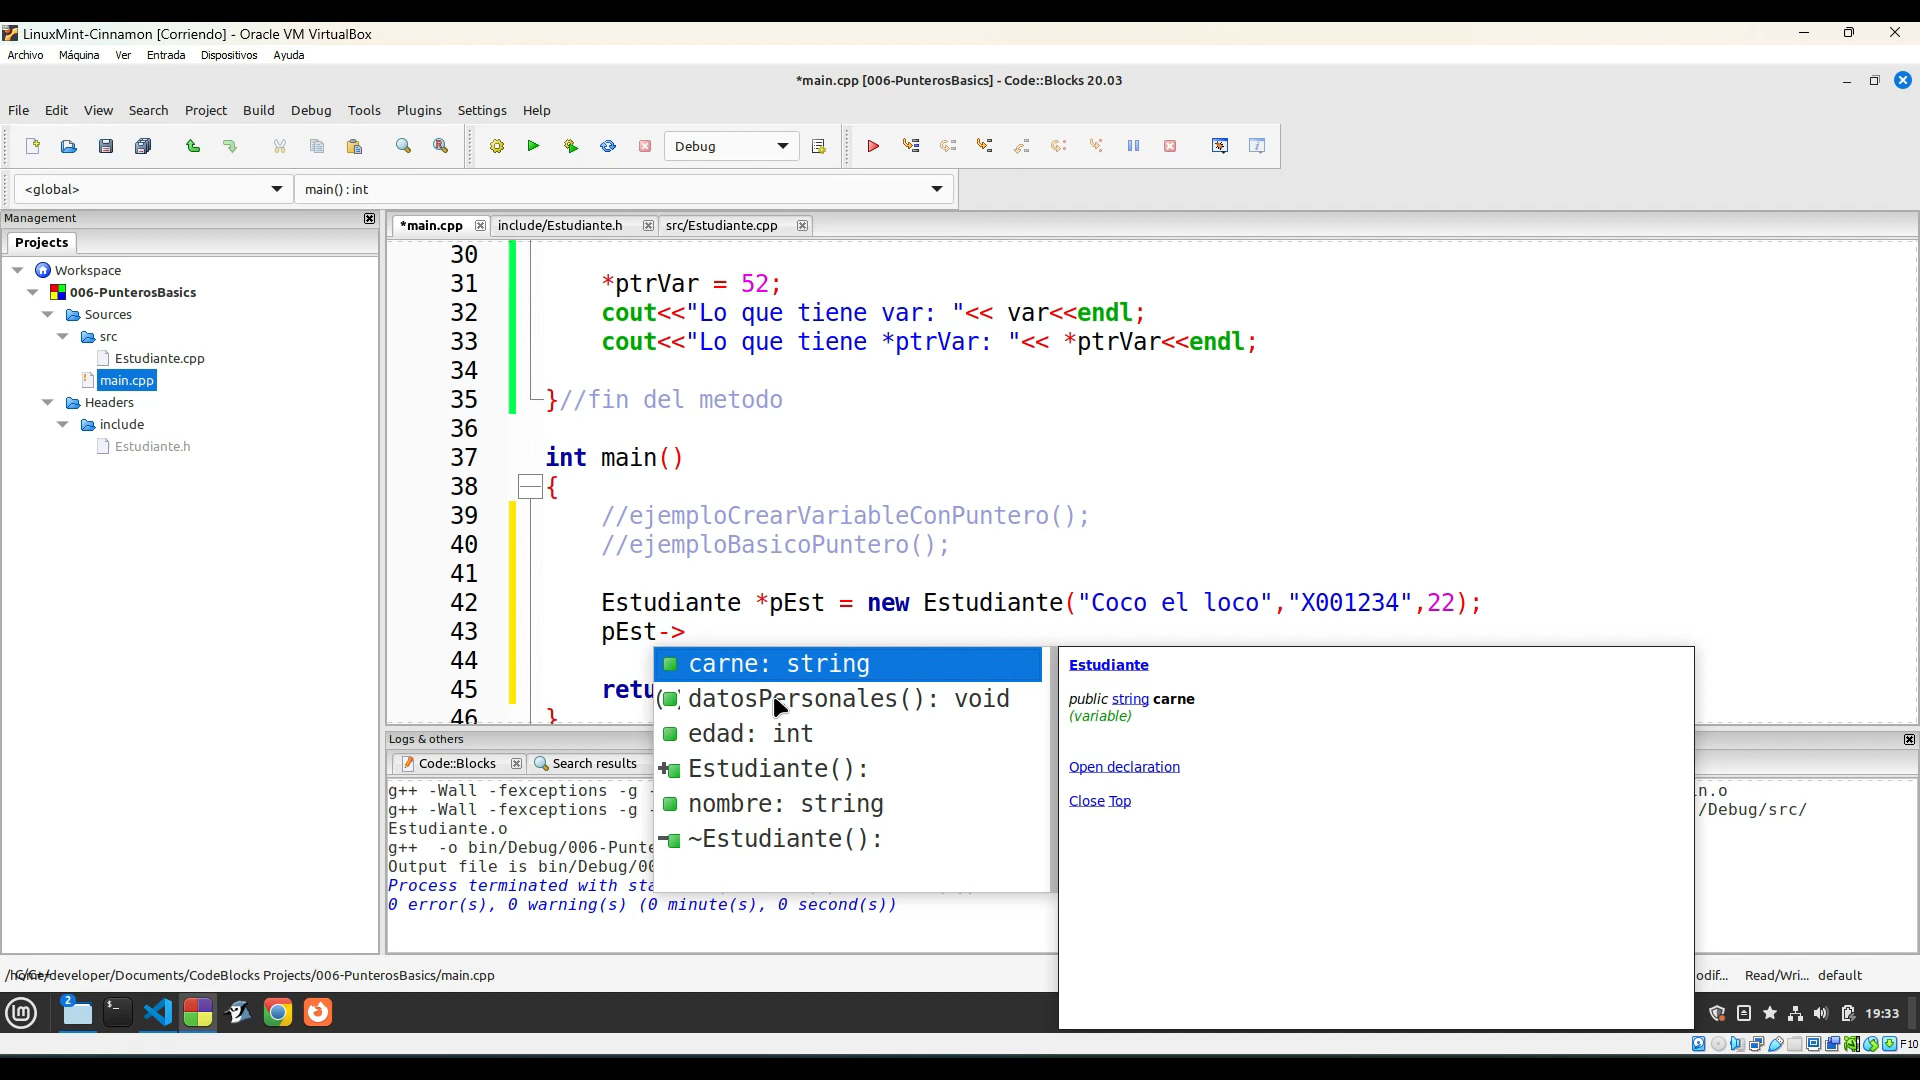 LinuxMint-Cinnamon [Corriendo] - Oracle VM VirtualBox
Archivo Máquina Ver Entrada Dispositivos Ayuda
*main.cpp [006-PunterosBasics] - Code::Blocks 20.03
File Edit View Search Project Build Debug Tools Plugins Settings Help
Debug
<global> main() : int
Management
Projects
Workspace
006-PunterosBasics
Sources
src
Estudiante.cpp
main.cpp
Headers
include
Estudiante.h
*main.cpp include/Estudiante.h src/Estudiante.cpp
30
31 *ptrVar = 52;
32 cout<<"Lo que tiene var: "<< var<<endl;
33 cout<<"Lo que tiene *ptrVar: "<< *ptrVar<<endl;
34
35 }//fin del metodo
36
37 int main()
38 {
39 //ejemploCrearVariableConPuntero();
40 //ejemploBasicoPuntero();
41
42 Estudiante *pEst = new Estudiante("Coco el loco","X001234",22);
43 pEst->
44
45 retu
46 }
carne: string
datosPersonales(): void
edad: int
Estudiante():
nombre: string
~Estudiante():
Estudiante
public string carne
(variable)
Open declaration
Close Top
Logs & others
Code::Blocks Search results
g++ -Wall -fexceptions -g
g++ -Wall -fexceptions -g
Estudiante.o
g++ -o bin/Debug/006-Punte
Output file is bin/Debug/00
Process terminated with sta
0 error(s), 0 warning(s) (0 minute(s), 0 second(s))
n.o
/Debug/src/
/home/developer/Documents/CodeBlocks Projects/006-PunterosBasics/main.cpp
odif... Read/Wri... default
2
19:33
F10